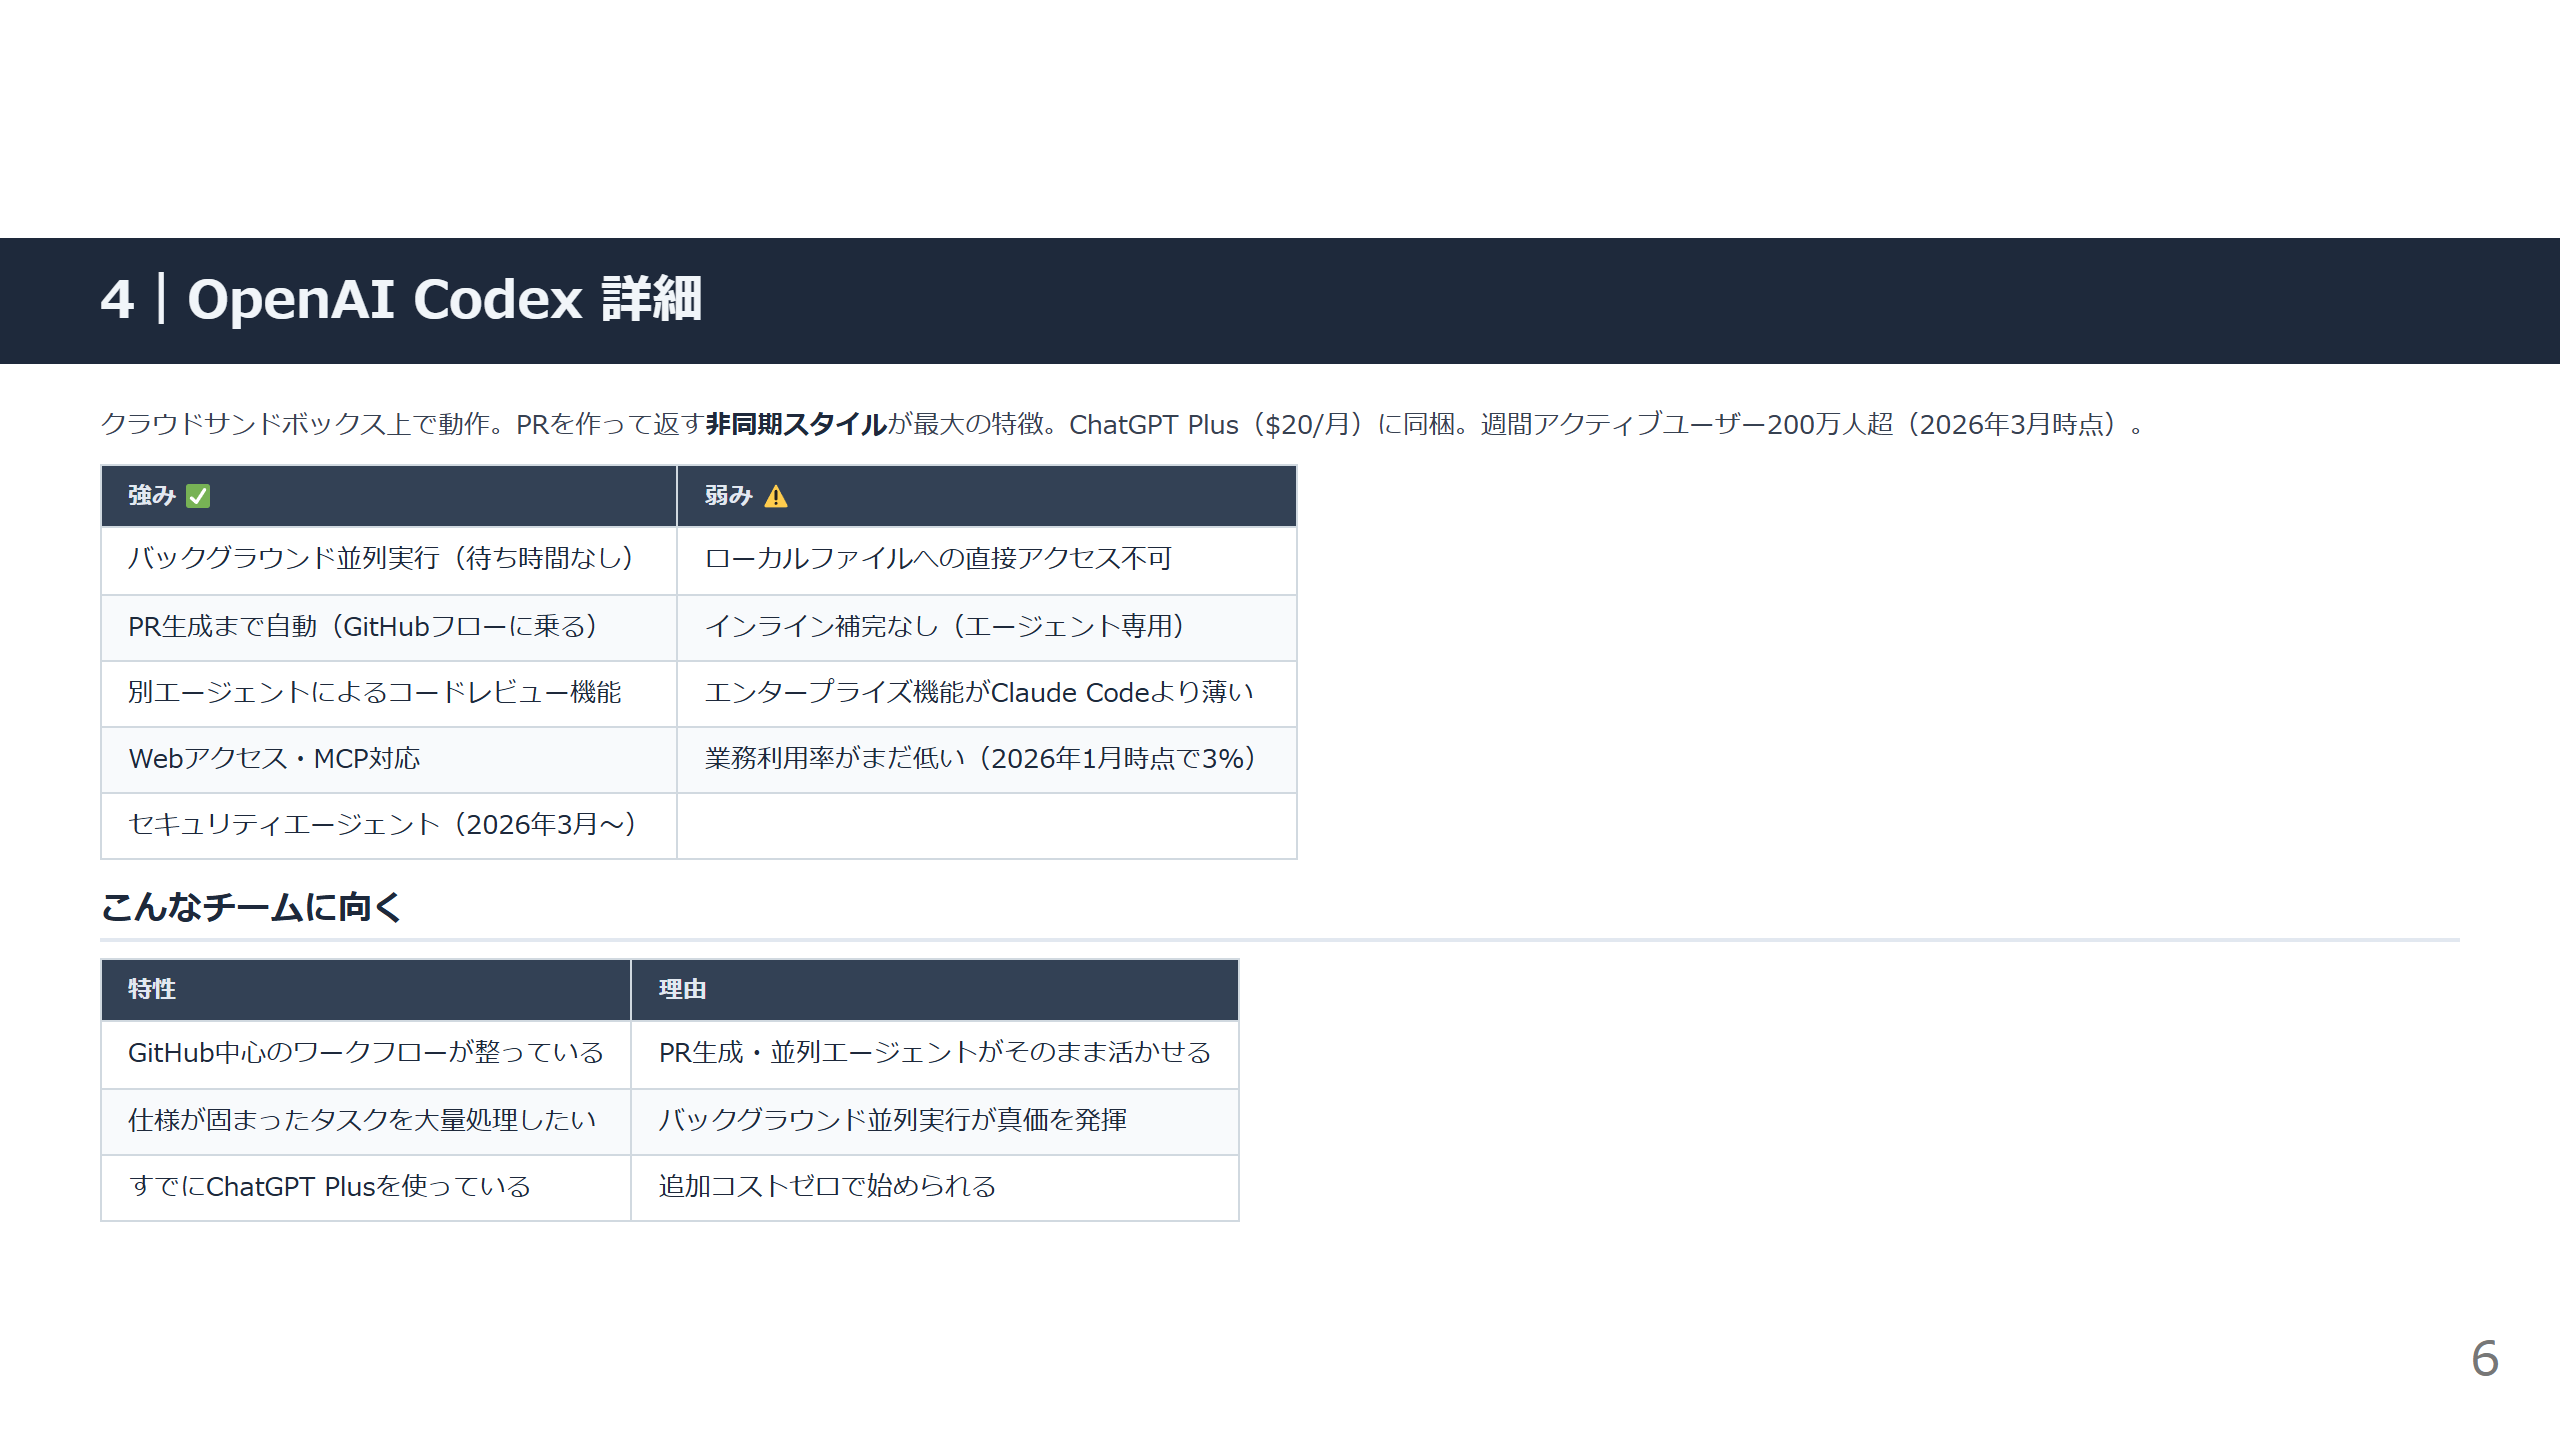 4｜OpenAI Codex 詳細
クラウドサンドボックス上で動作。PRを作って返す非同期スタイルが最大の特徴。ChatGPT Plus（$20/月）に同梱。週間アクティブユーザー200万人超（2026年3月時点）。
強み ✅ 弱み ⚠️
バックグラウンド並列実行（待ち時間なし） ローカルファイルへの直接アクセス不可
PR生成まで自動（GitHubフローに乗る） インライン補完なし（エージェント専用）
別エージェントによるコードレビュー機能 エンタープライズ機能がClaude Codeより薄い
Webアクセス・MCP対応 業務利用率がまだ低い（2026年1月時点で3%）
セキュリティエージェント（2026年3月〜）
こんなチームに向く
特性 理由
GitHub中心のワークフローが整っている PR生成・並列エージェントがそのまま活かせる
仕様が固まったタスクを大量処理したい バックグラウンド並列実行が真価を発揮
すでにChatGPT Plusを使っている 追加コストゼロで始められる
6